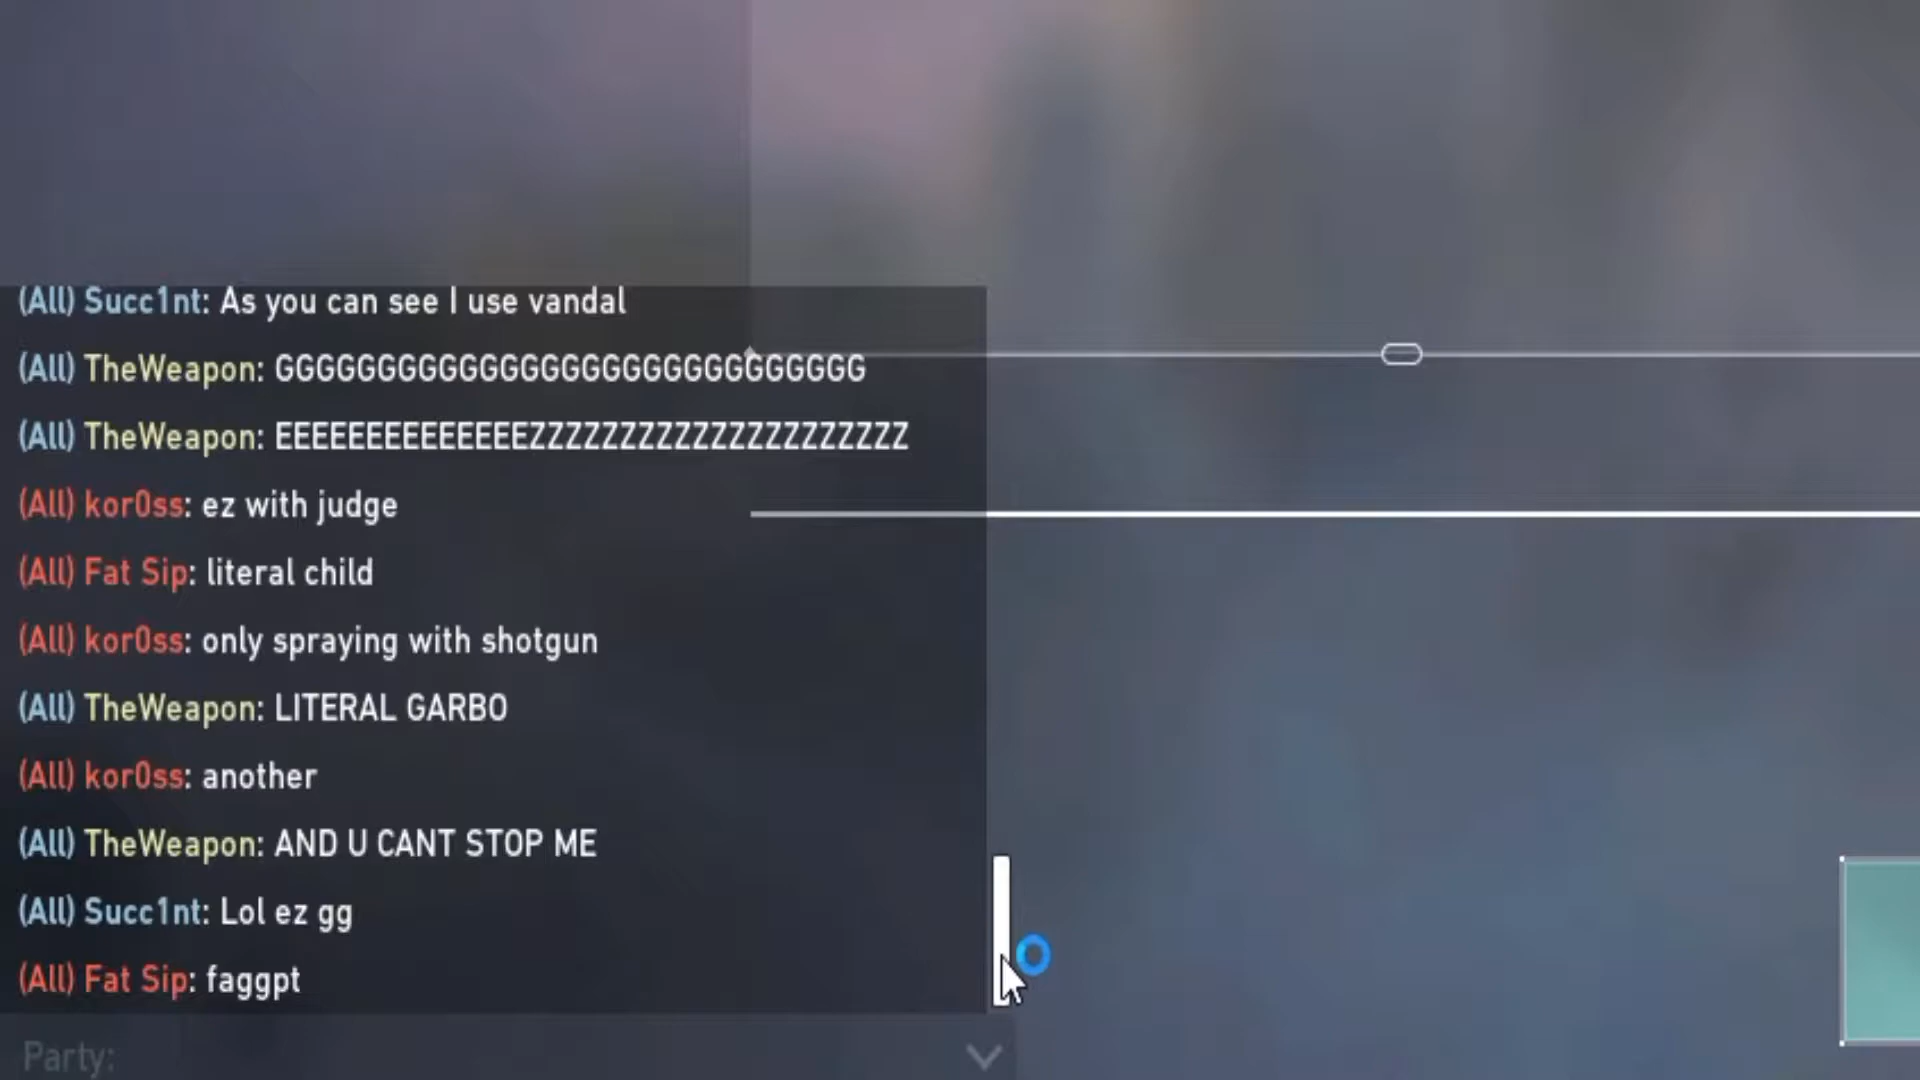 (All) Succ1nt: As you can see I use vandal
(All) TheWeapon: GGGGGGGGGGGGGGGGGGGGGGGGGGGGG
(All) TheWeapon: EEEEEEEEEEEEEEZZZZZZZZZZZZZZZZZZZZZ
(All) kor0ss: ez with judge
(All) Fat Sip: literal child
(All) kor0ss: only spraying with shotgun
(All) TheWeapon: LITERAL GARBO
(All) kor0ss: another
(All) TheWeapon: AND U CANT STOP ME
(All) Succ1nt: Lol ez gg
(All) Fat Sip: faggpt
Party: